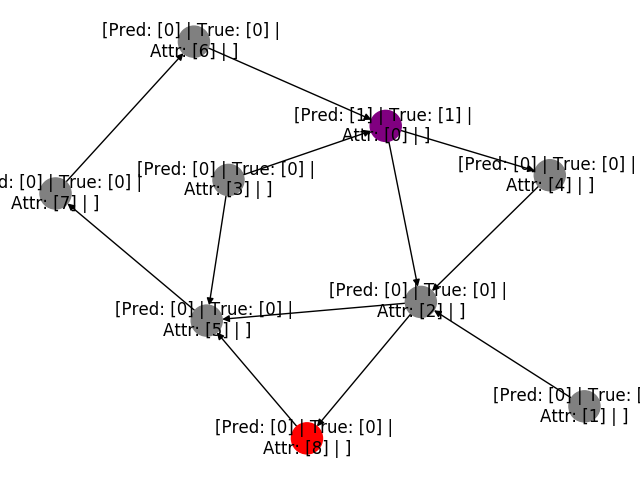 [Pred: [0] | True: [0] |
Attr: [6] | ]
[Pred: [1] | True: [1] |
Attr: [0] | ]
[Pred: [0] | True: [0] |
Attr: [4] | ]
[Pred: [0] | True: [0] |
Attr: [3] | ]
d: [0] | True: [0] |
Attr: [7] | ]
[Pred: [0] | True: [0] |
Attr: [2] | ]
[Pred: [0] | True: [0] |
Attr: [5] | ]
[Pred: [0] | True: [
Attr: [1] | ]
[Pred: [0] | True: [0] |
Attr: [8] | ]